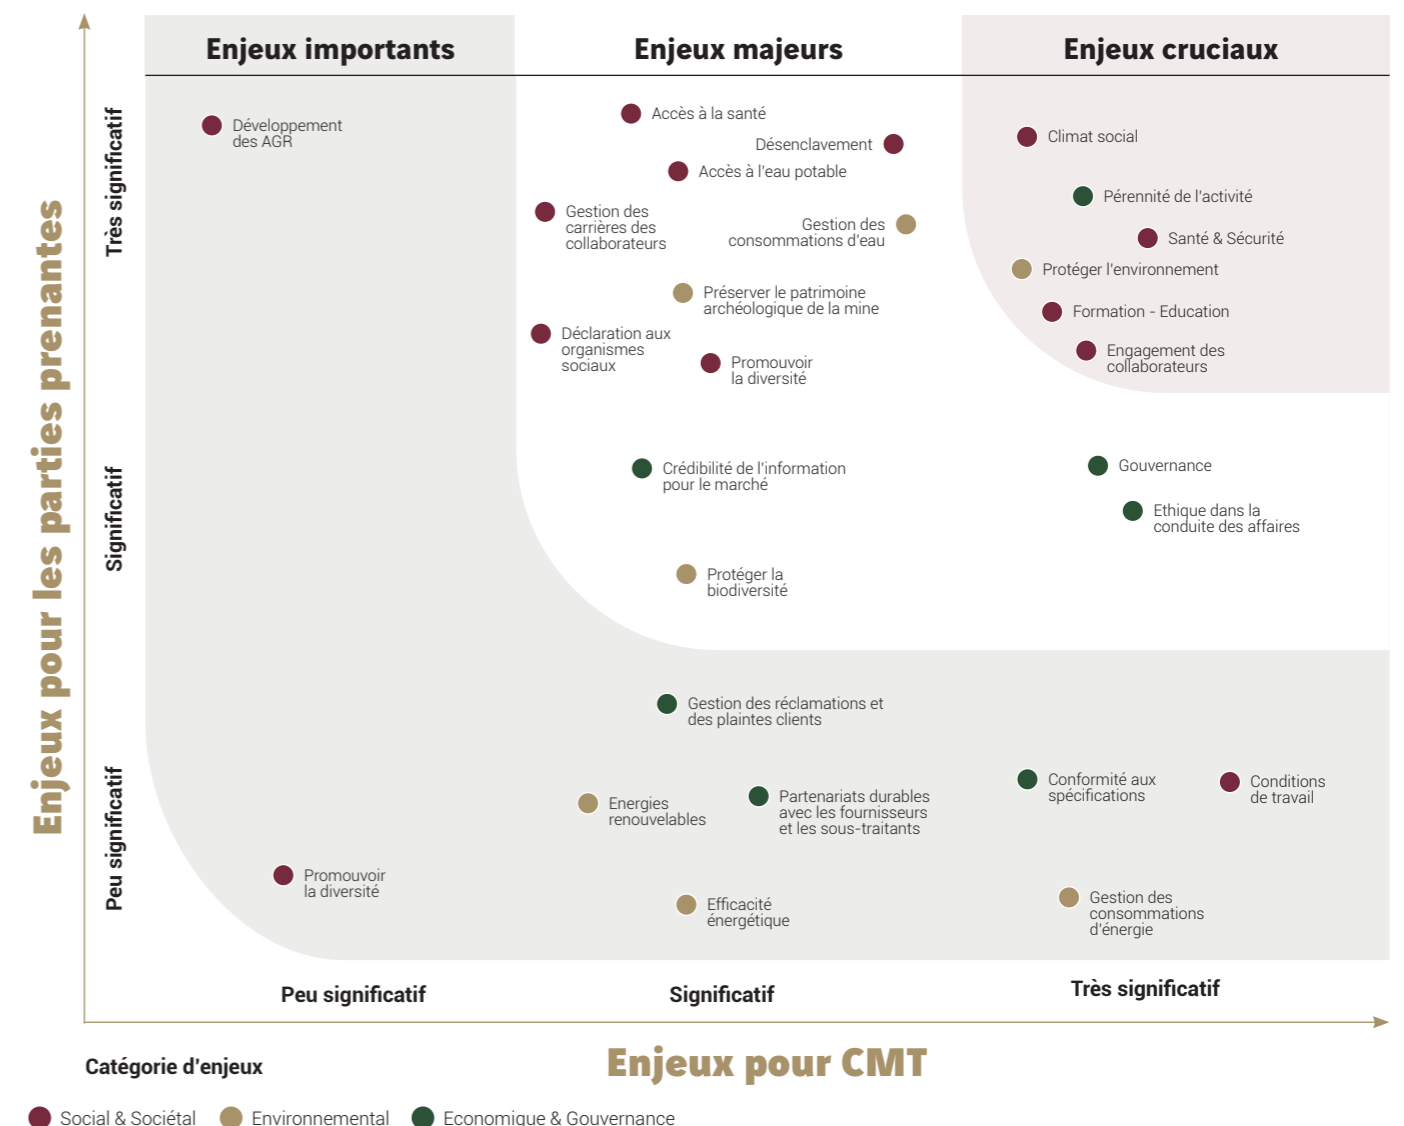 Enjeux importants
Enjeux majeurs
Enjeux cruciaux
Enjeux pour les parties prenantes
Très significatif
Significatif
Peu significatif
Développement
des AGR
Accès à la santé
Désenclavement
Accès à l'eau potable
Gestion des
carrières des
collaborateurs
Gestion des
consommations d'eau
Préserver le patrimoine
archéologique de la mine
Déclaration aux
organismes
sociaux
Promouvoir
la diversité
Climat social
Pérennité de l'activité
Santé & Sécurité
Protéger l'environnement
Formation - Education
Engagement des
collaborateurs
Crédibilité de l'information
pour le marché
Gouvernance
Ethique dans la
conduite des affaires
Protéger la
biodiversité
Gestion des réclamations et
des plaintes clients
Energies
renouvelables
Partenariats durables
avec les fournisseurs
et les sous-traitants
Conformité aux
spécifications
Conditions
de travail
Promouvoir
la diversité
Efficacité
énergétique
Gestion des
consommations
d'énergie
Peu significatif
Significatif
Très significatif
Enjeux pour CMT
Catégorie d'enjeux
Social & Sociétal
Environnemental
Economique & Gouvernance